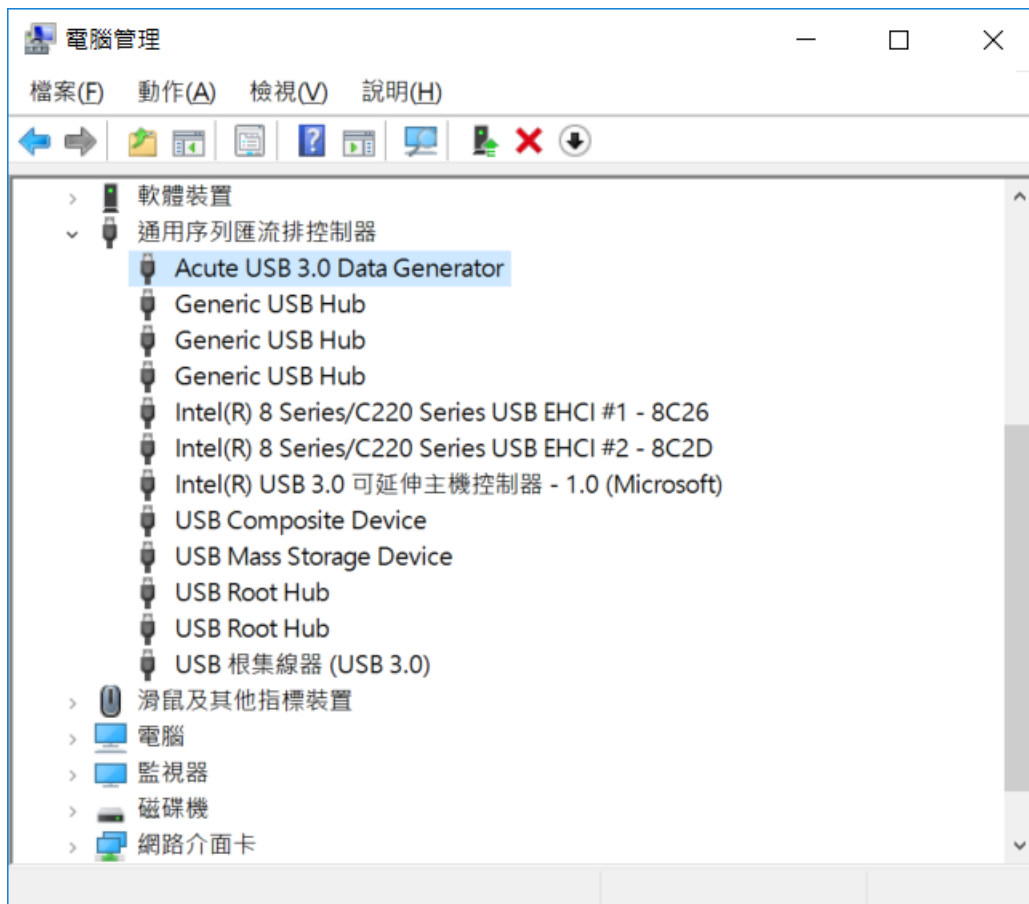 電腦管理
檔案(F) 動作(A) 檢視(V) 說明(H)
軟體裝置
通用序列匯流排控制器
Acute USB 3.0 Data Generator
Generic USB Hub
Generic USB Hub
Generic USB Hub
Intel(R) 8 Series/C220 Series USB EHCI #1 - 8C26
Intel(R) 8 Series/C220 Series USB EHCI #2 - 8C2D
Intel(R) USB 3.0 可延伸主機控制器 - 1.0 (Microsoft)
USB Composite Device
USB Mass Storage Device
USB Root Hub
USB Root Hub
USB 根集線器 (USB 3.0)
滑鼠及其他指標裝置
電腦
監視器
磁碟機
網路介面卡